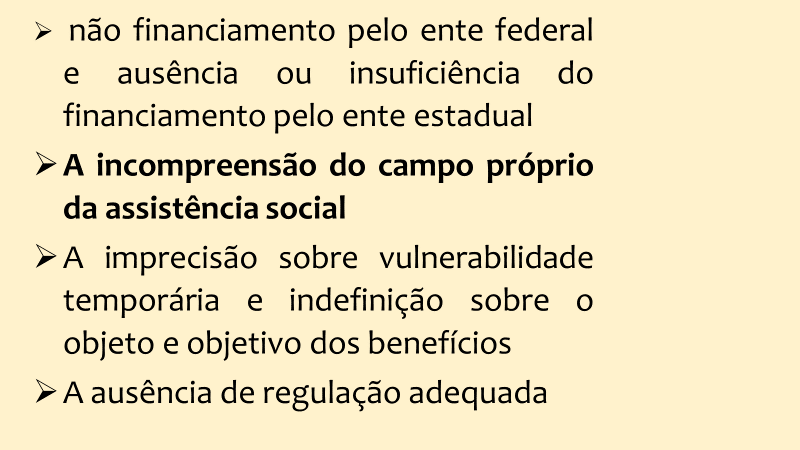 ➢ não financiamento pelo ente federal
e ausência ou insuficiência do
financiamento pelo ente estadual
➢ A incompreensão do campo próprio
da assistência social
➢ A imprecisão sobre vulnerabilidade
temporária e indefinição sobre o
objeto e objetivo dos benefícios
➢ A ausência de regulação adequada